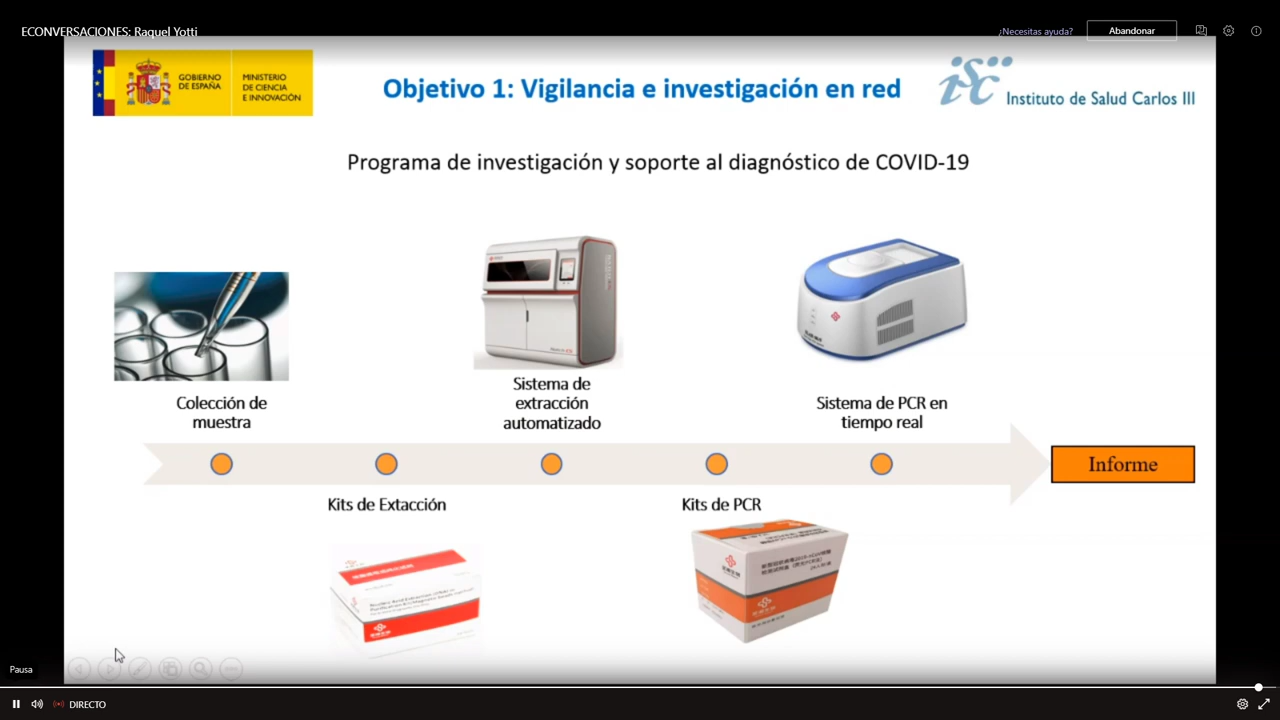 ECONVERSACIONES: Raquel Yotti
¿Necesitas ayuda?
Abandonar
GOBIERNO
DE ESPAÑA
MINISTERIO
DE CIENCIA
E INNOVACIÓN
Objetivo 1: Vigilancia e investigación en red
isc
Instituto de Salud Carlos III
Programa de investigación y soporte al diagnóstico de COVID-19
Colección de
muestra
Sistema de
extracción
automatizado
Sistema de PCR en
tiempo real
Informe
Kits de Extacción
Kits de PCR
Pausa
DIRECTO